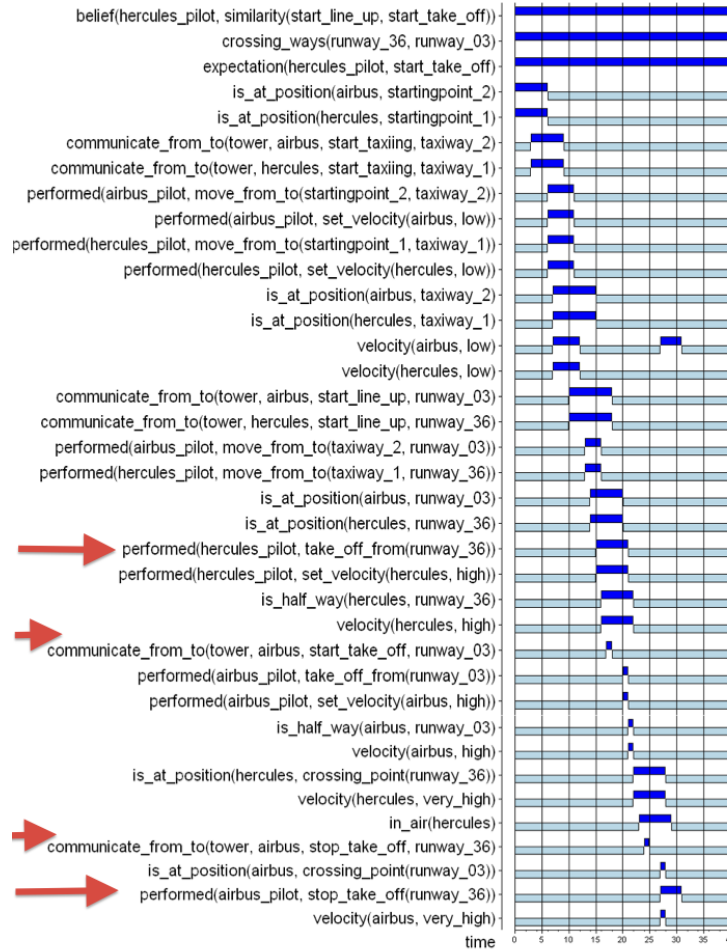 belief(hercules_pilot, similarity(start_line_up, start_take_off))
crossing_ways(runway_36, runway_03)
expectation(hercules_pilot, start_take_off)
is_at_position(airbus, startingpoint_2)
is_at_position(hercules, startingpoint_1)
communicate_from_to(tower, airbus, start_taxiing, taxiway_2)
communicate_from_to(tower, hercules, start_taxiing, taxiway_1)
performed(airbus_pilot, move_from_to(startingpoint_2, taxiway_2))
performed(airbus_pilot, set_velocity(airbus, low))
performed(hercules_pilot, move_from_to(startingpoint_1, taxiway_1))
performed(hercules_pilot, set_velocity(hercules, low))
is_at_position(airbus, taxiway_2)
is_at_position(hercules, taxiway_1)
velocity(airbus, low)
velocity(hercules, low)
communicate_from_to(tower, airbus, start_line_up, runway_03)
communicate_from_to(tower, hercules, start_line_up, runway_36)
performed(airbus_pilot, move_from_to(taxiway_2, runway_03))
performed(hercules_pilot, move_from_to(taxiway_1, runway_36))
is_at_position(airbus, runway_03)
is_at_position(hercules, runway_36)
performed(hercules_pilot, take_off_from(runway_36))
performed(hercules_pilot, set_velocity(hercules, high))
is_half_way(hercules, runway_36)
velocity(hercules, high)
communicate_from_to(tower, airbus, start_take_off, runway_03)
performed(airbus_pilot, take_off_from(runway_03))
performed(airbus_pilot, set_velocity(airbus, high))
is_half_way(airbus, runway_03)
velocity(airbus, high)
is_at_position(hercules, crossing_point(runway_36))
velocity(hercules, very_high)
in_air(hercules)
communicate_from_to(tower, airbus, stop_take_off, runway_36)
is_at_position(airbus, crossing_point(runway_03))
performed(airbus_pilot, stop_take_off(runway_36))
velocity(airbus, very_high)
time 0 5 10 15 20 25 30 35